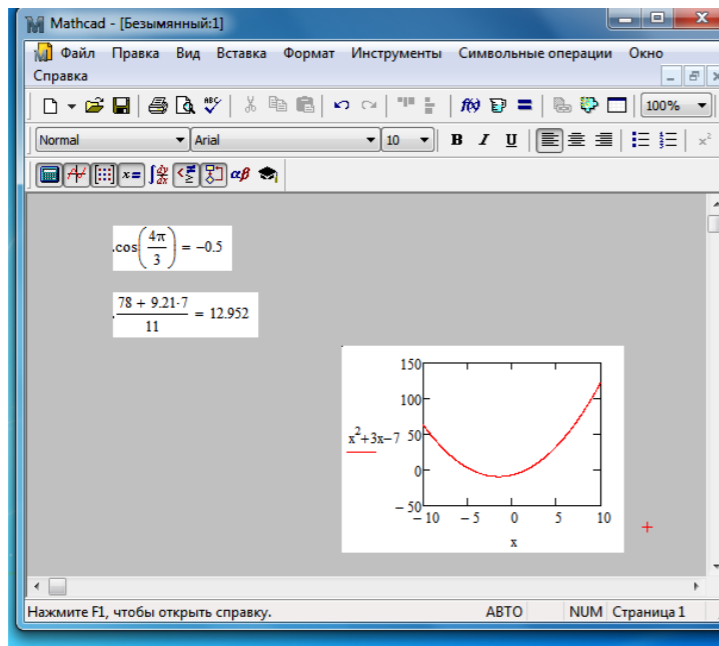 Mathcad - [Безымянный:1]
Файл Правка Вид Вставка Формат Инструменты Символьные операции Окно
Справка
100%
Normal Arial 10 B I U x²
.cos(4π/3) = −0.5
.(78 + 9.21·7)/11 = 12.952
150
100
x²+3x−7 50
0
−50
−10 −5 0 5 10
x
Нажмите F1, чтобы открыть справку. АВТО NUM Страница 1